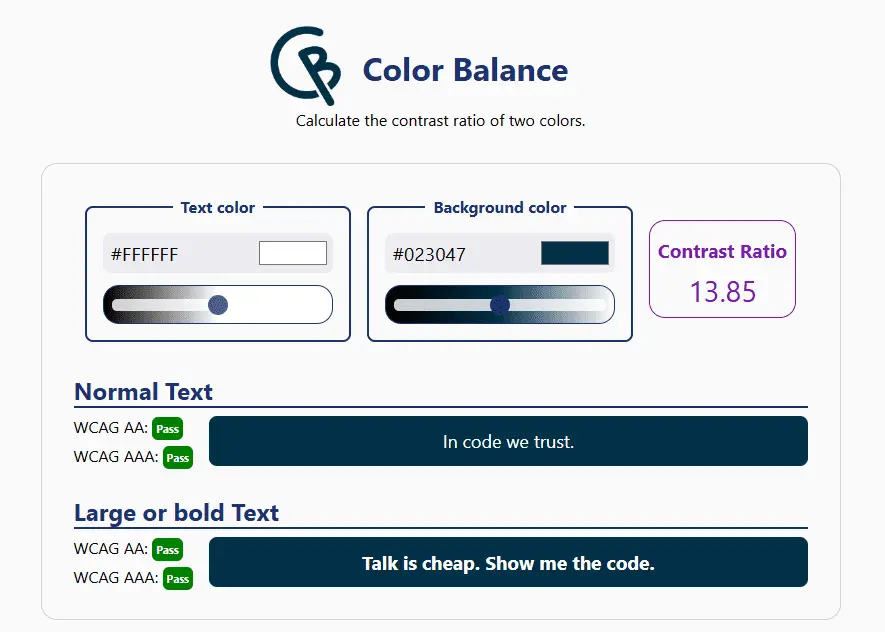 Color Balance
Calculate the contrast ratio of two colors.
Text color
#FFFFFF
Background color
#023047
Contrast Ratio
13.85
Normal Text
WCAG AA: Pass
WCAG AAA: Pass
In code we trust.
Large or bold Text
WCAG AA: Pass
WCAG AAA: Pass
Talk is cheap. Show me the code.